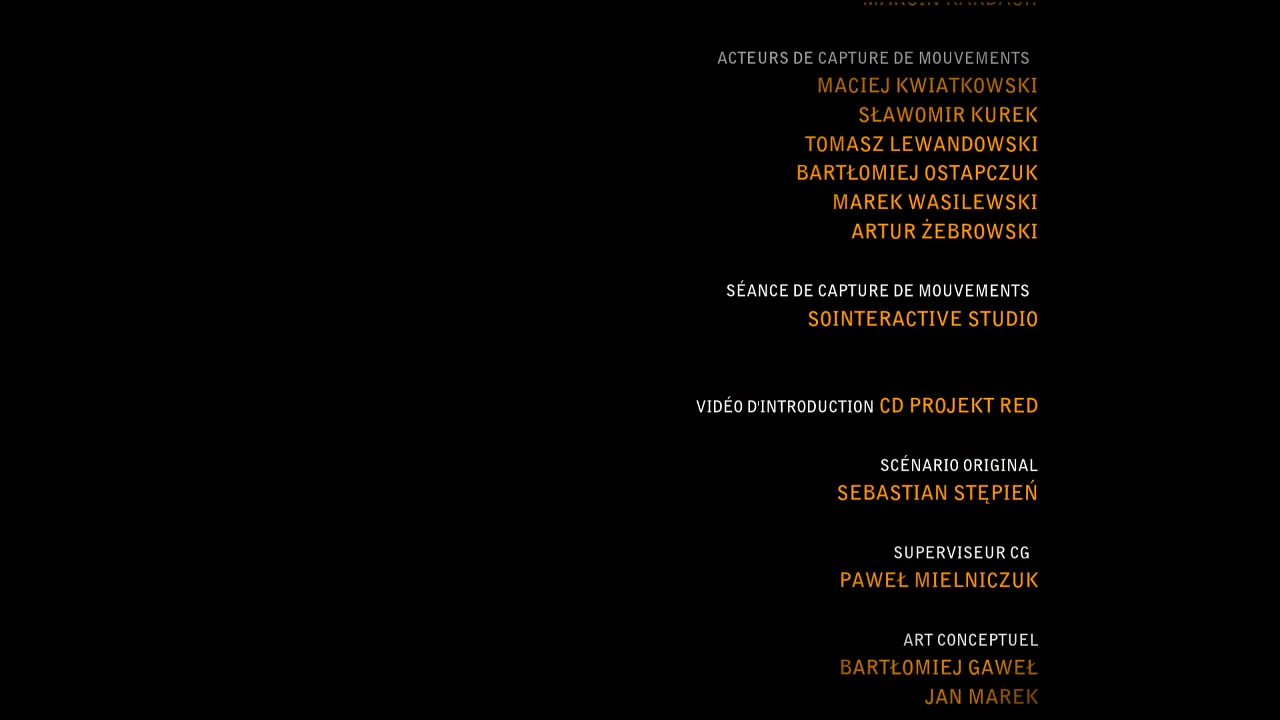 ACTEURS DE CAPTURE DE MOUVEMENTS
MACIEJ KWIATKOWSKI
SŁAWOMIR KUREK
TOMASZ LEWANDOWSKI
BARTŁOMIEJ OSTAPCZUK
MAREK WASILEWSKI
ARTUR ŻEBROWSKI
SÉANCE DE CAPTURE DE MOUVEMENTS
SOINTERACTIVE STUDIO
VIDÉO D'INTRODUCTION CD PROJEKT RED
SCÉNARIO ORIGINAL
SEBASTIAN STĘPIEŃ
SUPERVISEUR CG
PAWEŁ MIELNICZUK
ART CONCEPTUEL
BARTŁOMIEJ GAWEŁ
JAN MAREK